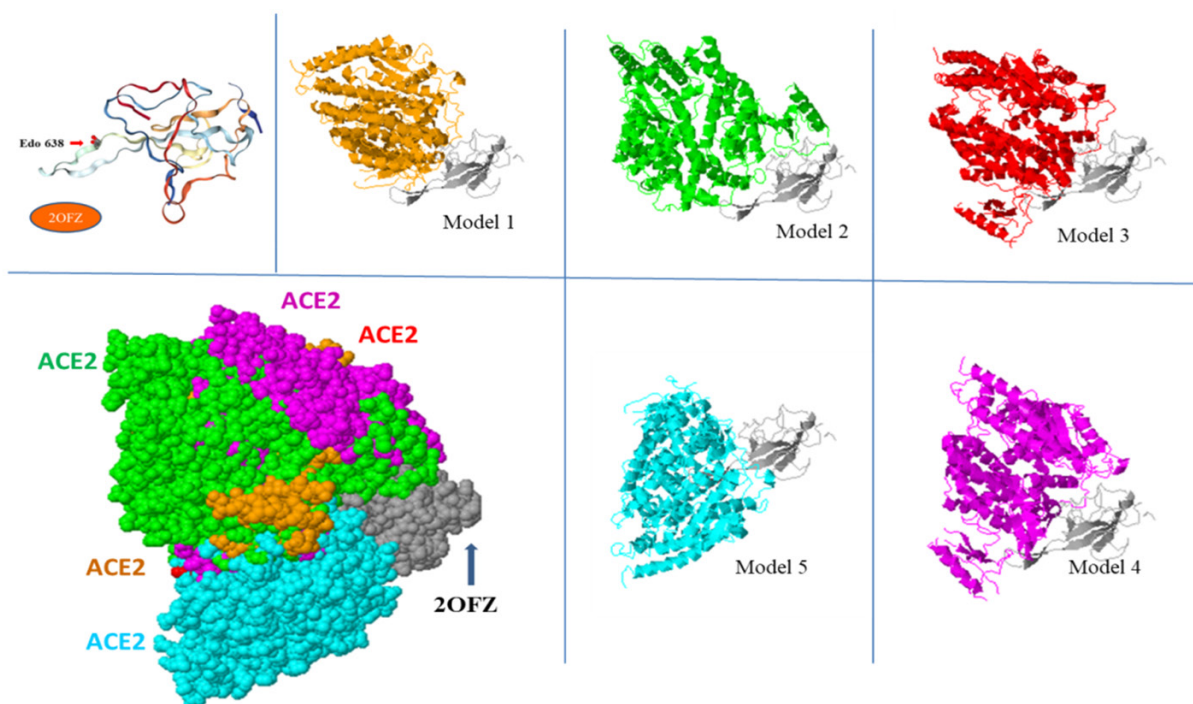 Edo 638
2OFZ
Model 1
Model 2
Model 3
ACE2
ACE2
ACE2
ACE2
ACE2
2OFZ
Model 5
Model 4